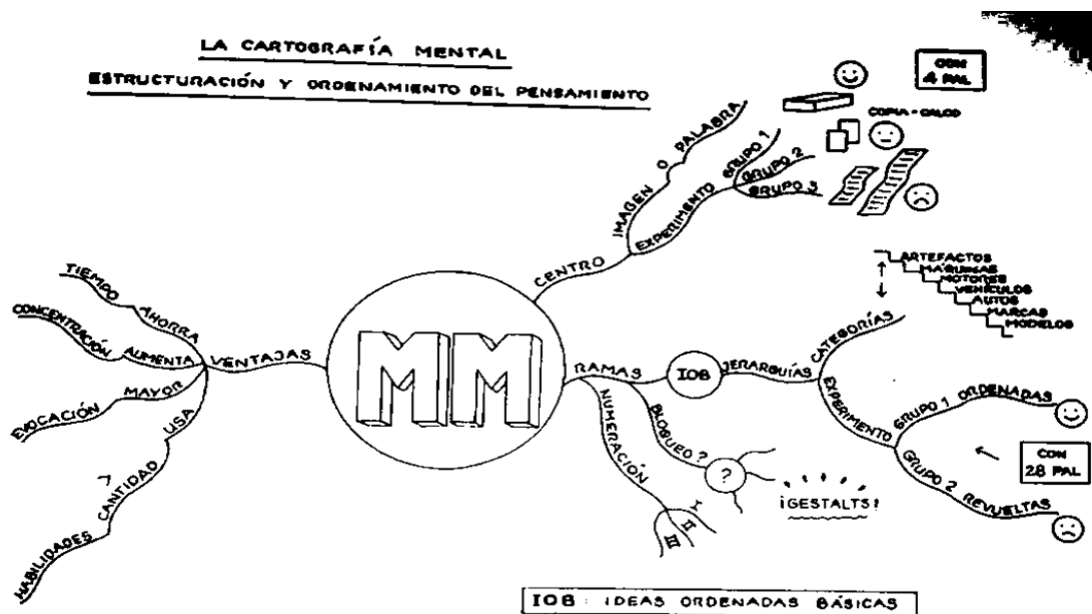 LA CARTOGRAFÍA MENTAL
ESTRUCTURACIÓN Y ORDENAMIENTO DEL PENSAMIENTO
CON
4 PAL
COPIA - CALCO
CENTRO
IMAGEN O PALABRA
EXPERIMENTO
GRUPO 1
GRUPO 2
GRUPO 3
MM
VENTAJAS
AHORRA
TIEMPO
AUMENTA
CONCENTRACIÓN
MAYOR
EVOCACIÓN
USA
> CANTIDAD
HABILIDADES
RAMAS
IOB
JERARQUÍAS
CATEGORÍAS
ARTEFACTOS
MÁQUINAS
MOTORES
VEHÍCULOS
AUTOS
MARCAS
MODELOS
EXPERIMENTO
GRUPO 1 ORDENADAS
GRUPO 2 REVUELTAS
CON
28 PAL
BLOQUEO?
?
¡GESTALTS!
NUMERACIÓN
I
II
III
IOB : IDEAS ORDENADAS BÁSICAS